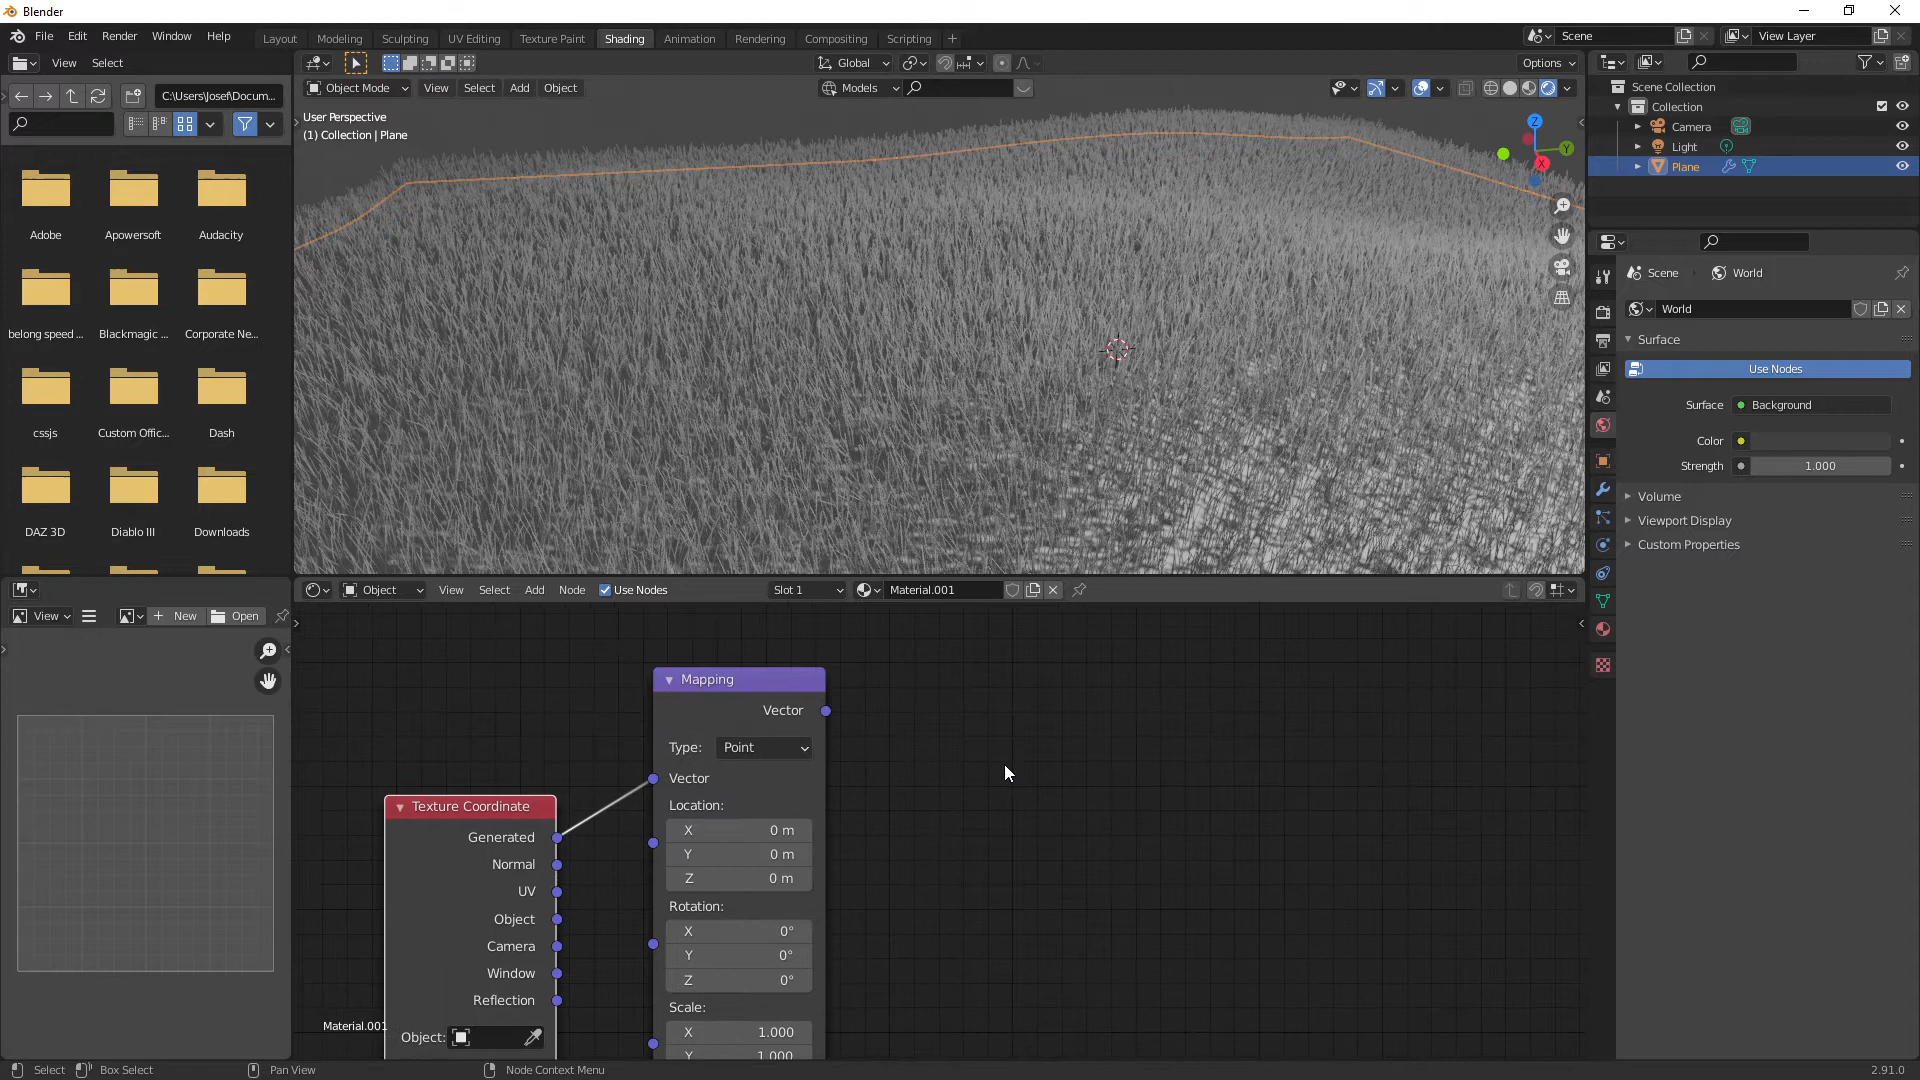 Blender
File Edit Render Window Help
Layout Modeling Sculpting UV Editing Texture Paint Shading Animation Rendering Compositing Scripting +
Scene
View Layer
View Select
Global
Options
C:\Users\Josef\Docum...
Object Mode View Select Add Object
Models
User Perspective
(1) Collection | Plane
Z
Y
X
Adobe Apowersoft Audacity
belong speed ... Blackmagic ... Corporate Ne...
cssjs Custom Offic... Dash
DAZ 3D Diablo III Downloads
Scene Collection
Collection
Camera
Light
Plane
Scene World
World
Surface
Use Nodes
Surface Background
Color
Strength 1.000
Volume
Viewport Display
Custom Properties
Object View Select Add Node Use Nodes Slot 1 Material.001
View New Open
Mapping
Vector
Type: Point
Vector
Location:
X 0 m
Y 0 m
Z 0 m
Rotation:
X 0°
Y 0°
Z 0°
Scale:
X 1.000
Y 1.000
Texture Coordinate
Generated
Normal
UV
Object
Camera
Window
Reflection
Object:
Material.001
Select Box Select Pan View Node Context Menu 2.91.0